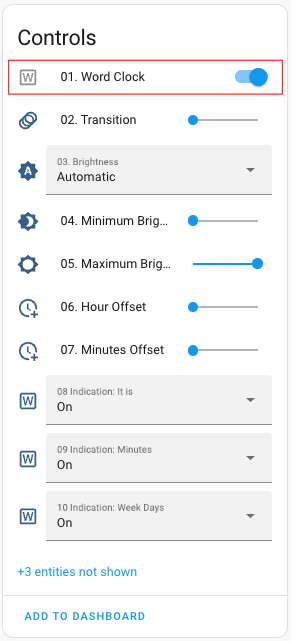 Controls
W 01. Word Clock
02. Transition
03. Brightness
A Automatic
04. Minimum Brig...
05. Maximum Brig...
06. Hour Offset
07. Minutes Offset
08 Indication: It is
W On
09 Indication: Minutes
W On
10 Indication: Week Days
W On
+3 entities not shown
ADD TO DASHBOARD